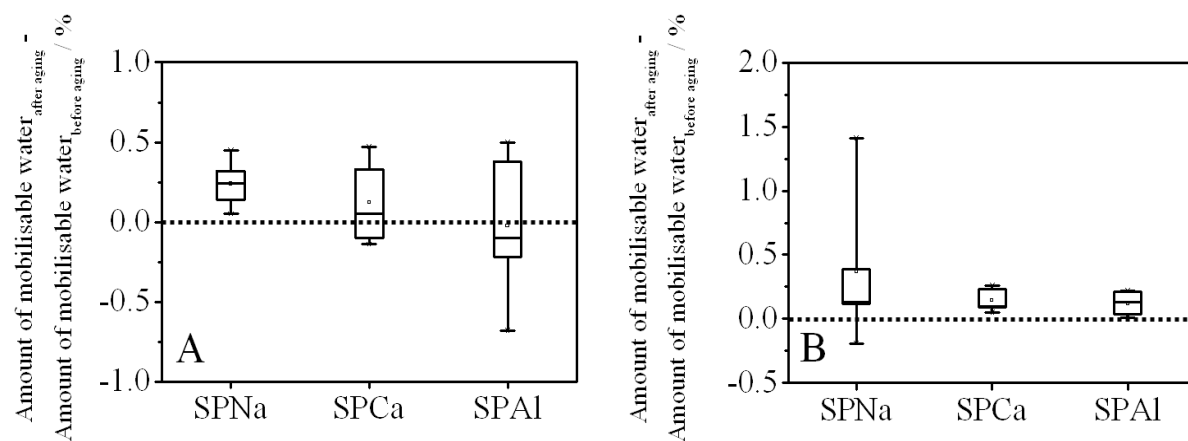 Amount of mobilisable water after aging -
Amount of mobilisable water before aging / %
1.0
0.5
0.0
-0.5
-1.0
A
SPNa SPCa SPAl
Amount of mobilisable water after aging -
Amount of mobilisable water before aging / %
2.0
1.5
1.0
0.5
0.0
-0.5
B
SPNa SPCa SPAl